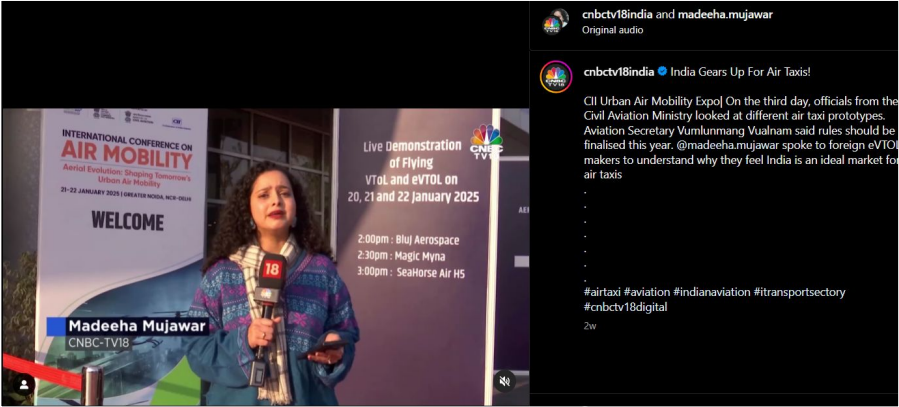 cnbctv18india and madeeha.mujawar
Original audio
cnbctv18india India Gears Up For Air Taxis!
CII Urban Air Mobility Expo| On the third day, officials from the
Civil Aviation Ministry looked at different air taxi prototypes.
Aviation Secretary Vumlunmang Vualnam said rules should be
finalised this year. @madeeha.mujawar spoke to foreign eVTOL
makers to understand why they feel India is an ideal market for
air taxis
.
.
.
.
.
.
.
#airtaxi #aviation #indianaviation #itransportsectory
#cnbctv18digital
2w
INTERNATIONAL CONFERENCE ON
AIR MOBILITY
Aerial Evolution: Shaping Tomorrow's
Urban Air Mobility
21-22 JANUARY 2025 | GREATER NOIDA, NCR-DELHI
WELCOME
Live Demonstration
of Flying
VToL and eVTOL on
20, 21 and 22 January 2025
2:00pm : BluJ Aerospace
2:30pm : Magic Myna
3:00pm : SeaHorse Air H5
CNBC
TV18
18
Madeeha Mujawar
CNBC-TV18